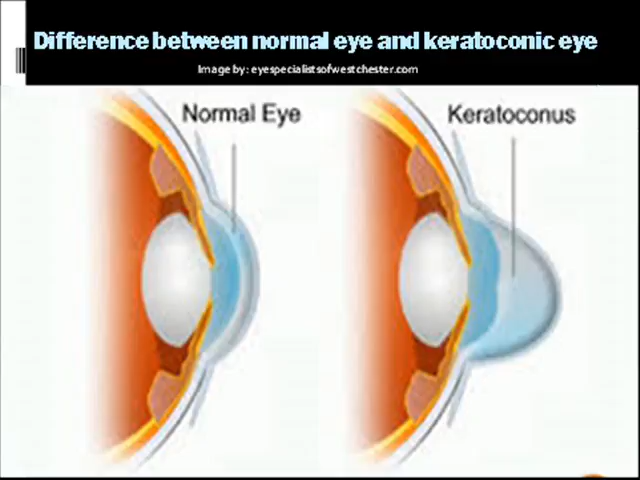 Difference between normal eye and keratoconic eye
Image by: eyespecialistsofwestchester.com
Normal Eye
Keratoconus